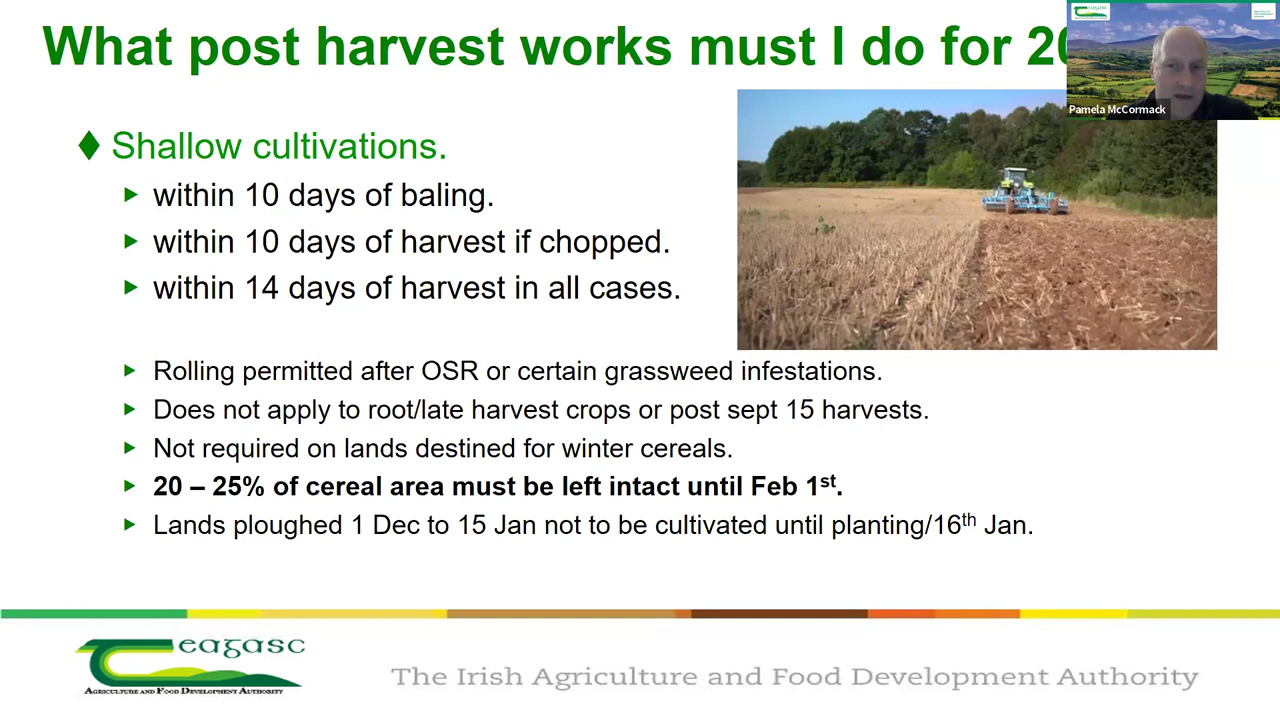 What post harvest works must I do for 20
Pamela McCormack
Shallow cultivations.
within 10 days of baling.
within 10 days of harvest if chopped.
within 14 days of harvest in all cases.
Rolling permitted after OSR or certain grassweed infestations.
Does not apply to root/late harvest crops or post sept 15 harvests.
Not required on lands destined for winter cereals.
20 – 25% of cereal area must be left intact until Feb 1st.
Lands ploughed 1 Dec to 15 Jan not to be cultivated until planting/16th Jan.
Teagasc
Agriculture and Food Development Authority
The Irish Agriculture and Food Development Authority